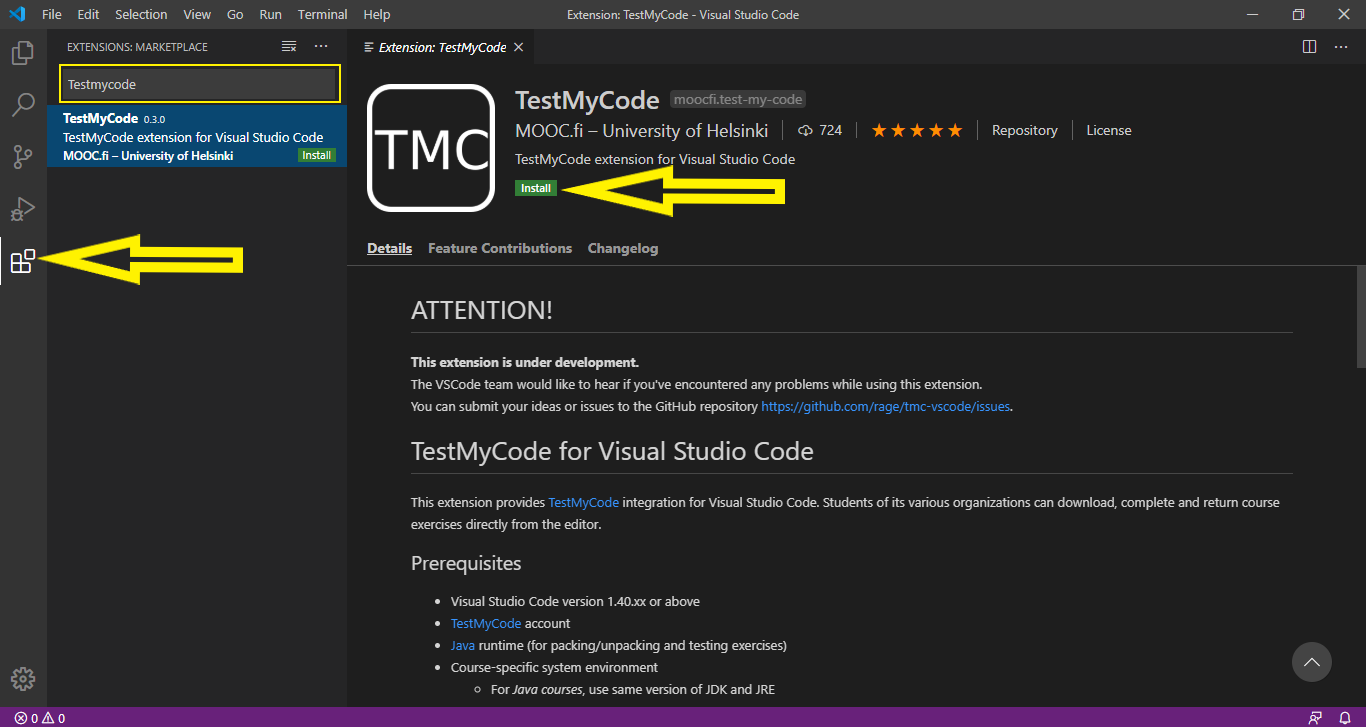 File Edit Selection View Go Run Terminal Help Extension: TestMyCode - Visual Studio Code
EXTENSIONS: MARKETPLACE
Testmycode
TestMyCode 0.3.0
TestMyCode extension for Visual Studio Code
MOOC.fi – University of Helsinki Install
Extension: TestMyCode
TMC
TestMyCode moocfi.test-my-code
MOOC.fi – University of Helsinki 724 Repository License
TestMyCode extension for Visual Studio Code
Install
Details Feature Contributions Changelog
ATTENTION!
This extension is under development.
The VSCode team would like to hear if you've encountered any problems while using this extension.
You can submit your ideas or issues to the GitHub repository https://github.com/rage/tmc-vscode/issues.
TestMyCode for Visual Studio Code
This extension provides TestMyCode integration for Visual Studio Code. Students of its various organizations can download, complete and return course
exercises directly from the editor.
Prerequisites
• Visual Studio Code version 1.40.xx or above
• TestMyCode account
• Java runtime (for packing/unpacking and testing exercises)
• Course-specific system environment
○ For Java courses, use same version of JDK and JRE
0 0